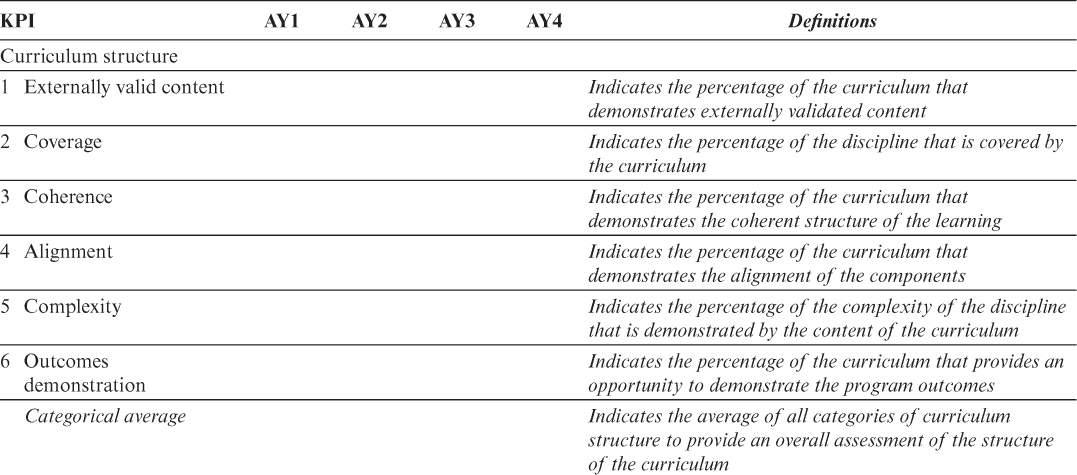 KPI AY1 AY2 AY3 AY4 Definitions
Curriculum structure
1 Externally valid content Indicates the percentage of the curriculum that
demonstrates externally validated content
2 Coverage Indicates the percentage of the discipline that is covered by
the curriculum
3 Coherence Indicates the percentage of the curriculum that
demonstrates the coherent structure of the learning
4 Alignment Indicates the percentage of the curriculum that
demonstrates the alignment of the components
5 Complexity Indicates the percentage of the complexity of the discipline
that is demonstrated by the content of the curriculum
6 Outcomes Indicates the percentage of the curriculum that provides an
demonstration opportunity to demonstrate the program outcomes
Categorical average Indicates the average of all categories of curriculum
structure to provide an overall assessment of the structure
of the curriculum